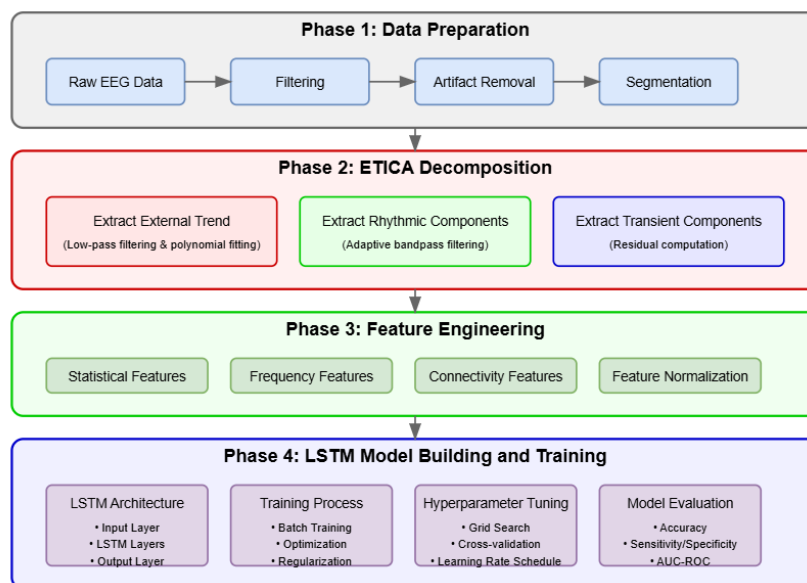 Phase 1: Data Preparation
Raw EEG Data
Filtering
Artifact Removal
Segmentation
Phase 2: ETICA Decomposition
Extract External Trend
(Low-pass filtering & polynomial fitting)
Extract Rhythmic Components
(Adaptive bandpass filtering)
Extract Transient Components
(Residual computation)
Phase 3: Feature Engineering
Statistical Features
Frequency Features
Connectivity Features
Feature Normalization
Phase 4: LSTM Model Building and Training
LSTM Architecture
• Input Layer
• LSTM Layers
• Output Layer
Training Process
• Batch Training
• Optimization
• Regularization
Hyperparameter Tuning
• Grid Search
• Cross-validation
• Learning Rate Schedule
Model Evaluation
• Accuracy
• Sensitivity/Specificity
• AUC-ROC